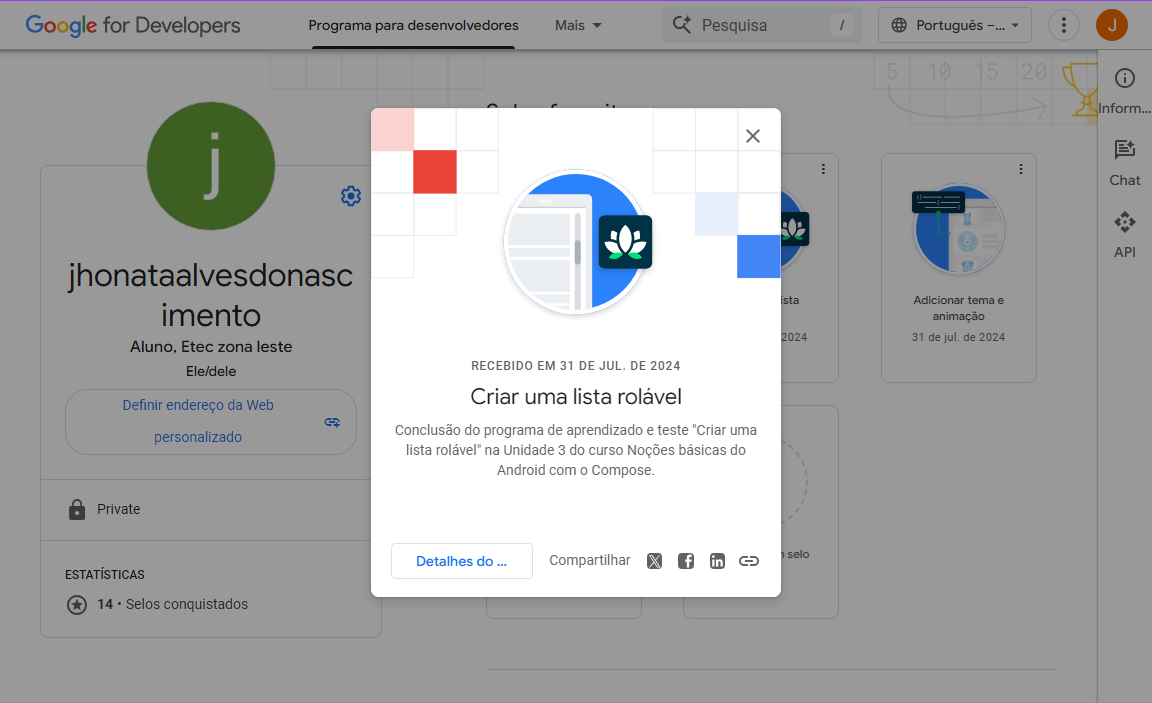 Google for Developers
Programa para desenvolvedores
Mais
Pesquisa
/
Português –...
J
5 10 15 20
Inform...
Chat
API
j
jhonataalvesdonasc
imento
Aluno, Etec zona leste
Ele/dele
Definir endereço da Web
personalizado
Private
ESTATÍSTICAS
14 • Selos conquistados
RECEBIDO EM 31 DE JUL. DE 2024
Criar uma lista rolável
Conclusão do programa de aprendizado e teste "Criar uma
lista rolável" na Unidade 3 do curso Noções básicas do
Android com o Compose.
Detalhes do ...
Compartilhar
ista
2024
Adicionar tema e
animação
31 de jul. de 2024
selo